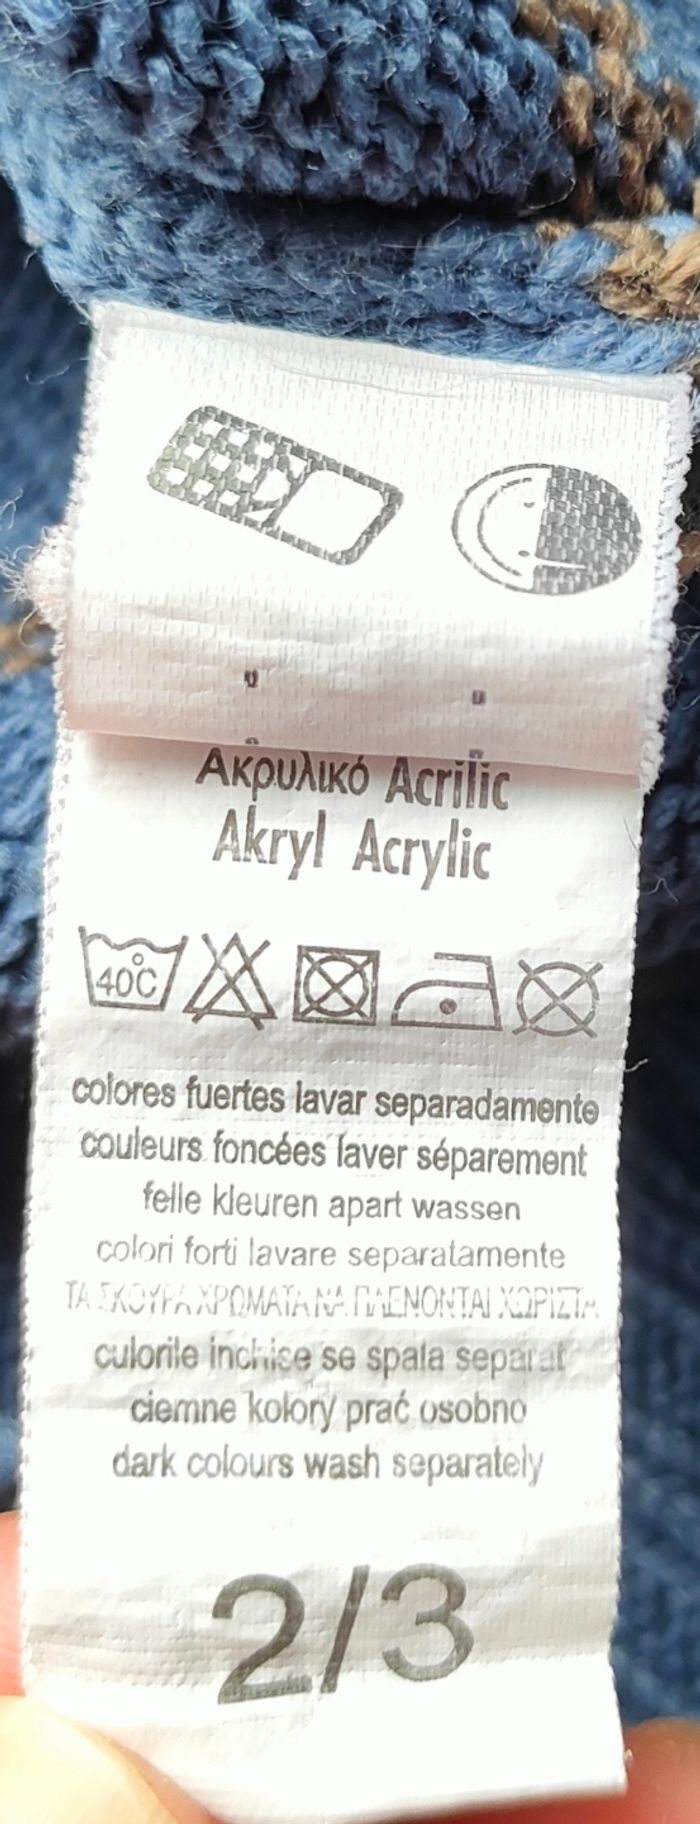 Ακρυλικό Acrilic
Akryl Acrylic
40°C
colores fuertes lavar separadamente
couleurs foncées laver séparement
felle kleuren apart wassen
colori forti lavare separatamente
ΤΑ ΣΚΟΥΡΑ ΧΡΩΜΑΤΑ ΝΑ ΠΛΕΝΟΝΤΑΙ ΧΩΡΙΣΤΑ
culorile inchise se spala separat
ciemne kolory prać osobno
dark colours wash separately
2/3